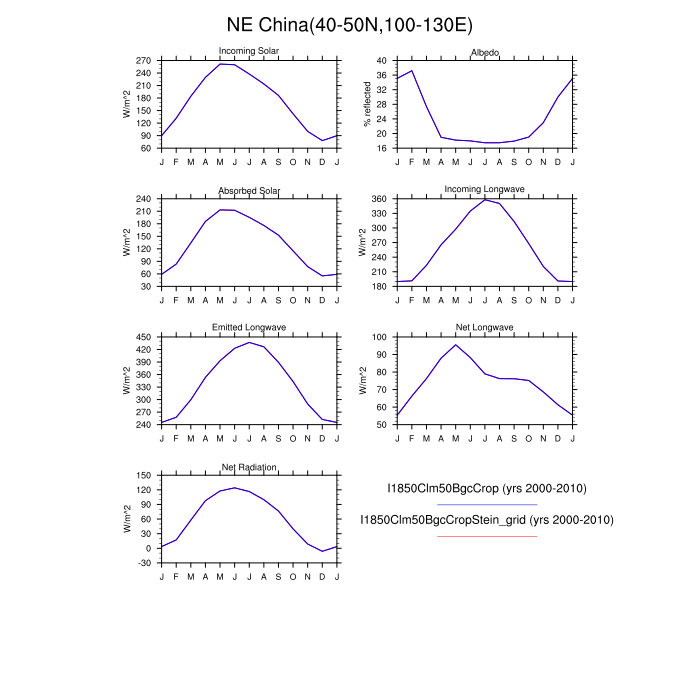 NE China(40-50N,100-130E)
Incoming Solar
W/m^2
270
240
210
180
150
120
90
60
J F M A M J J A S O N D J
Albedo
% reflected
40
36
32
28
24
20
16
J F M A M J J A S O N D J
Absorbed Solar
W/m^2
240
210
180
150
120
90
60
30
J F M A M J J A S O N D J
Incoming Longwave
W/m^2
360
330
300
270
240
210
180
J F M A M J J A S O N D J
Emitted Longwave
W/m^2
450
420
390
360
330
300
270
240
J F M A M J J A S O N D J
Net Longwave
W/m^2
100
90
80
70
60
50
J F M A M J J A S O N D J
Net Radiation
W/m^2
150
120
90
60
30
0
-30
J F M A M J J A S O N D J
I1850Clm50BgcCrop (yrs 2000-2010)
I1850Clm50BgcCropStein_grid (yrs 2000-2010)